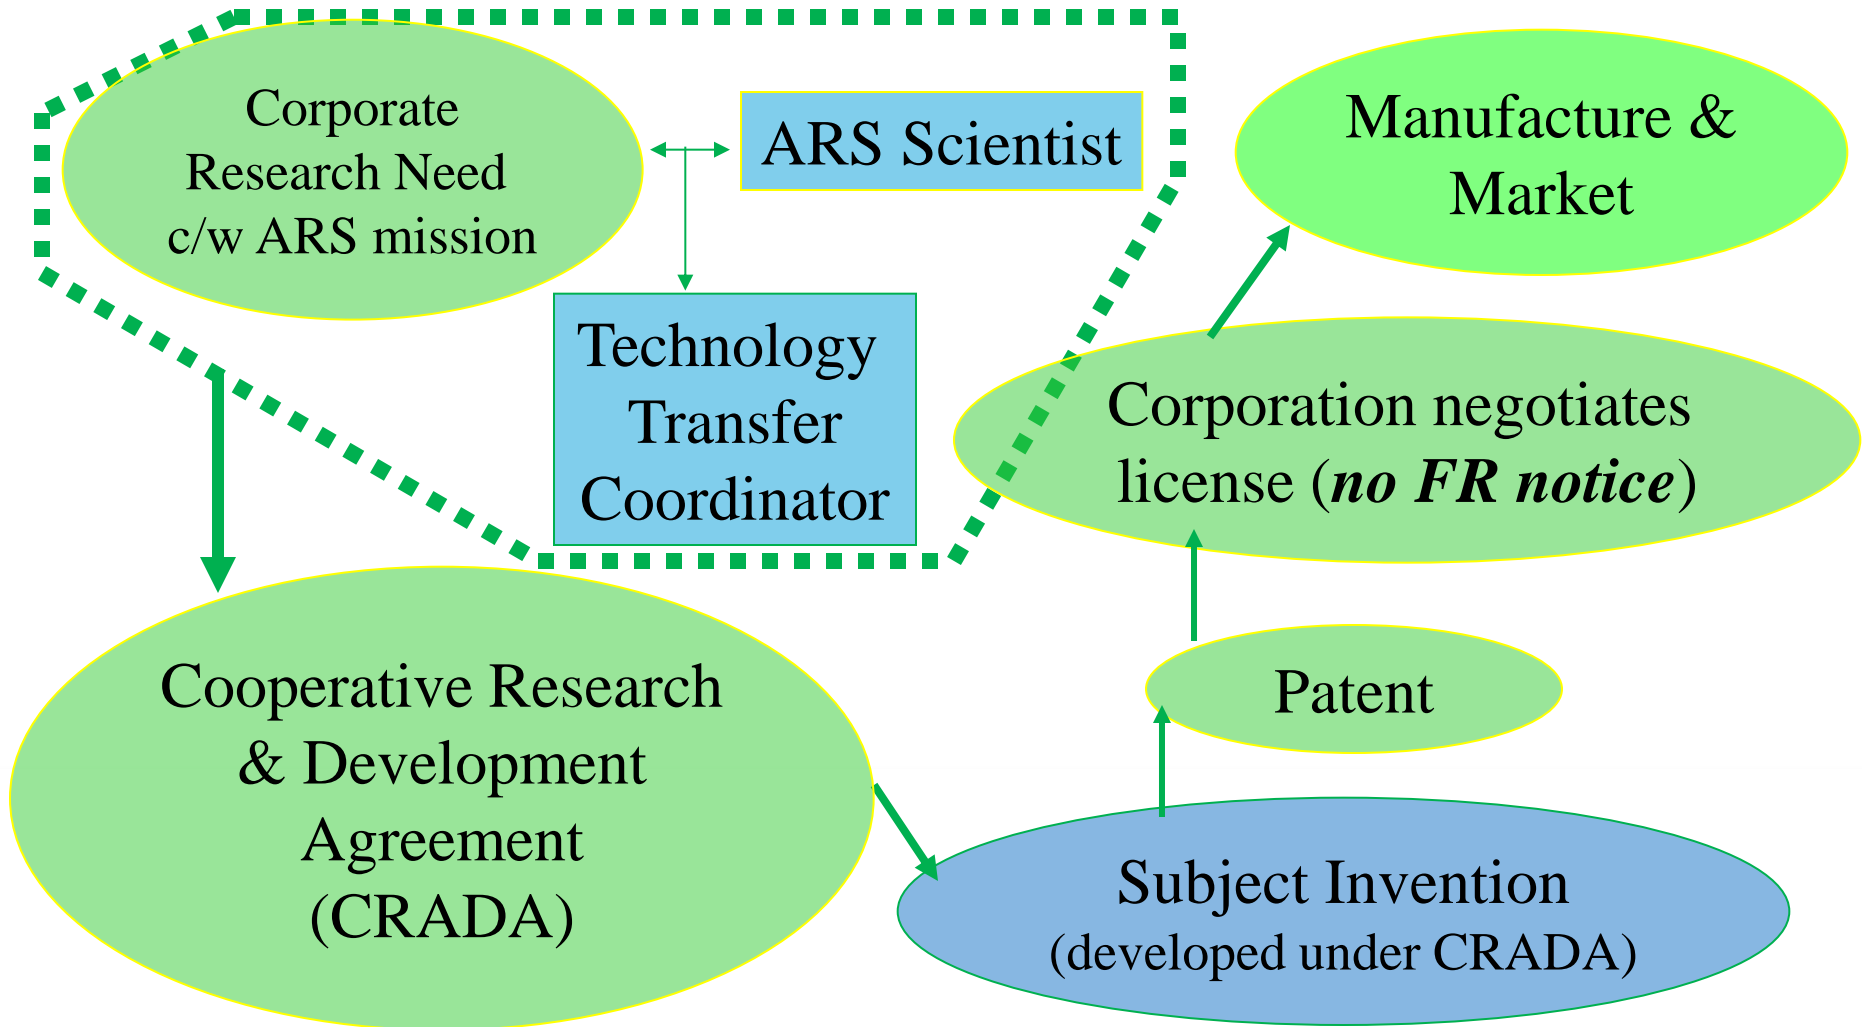 Corporate
Research Need
c/w ARS mission
ARS Scientist
Technology
Transfer
Coordinator
Cooperative Research
& Development
Agreement
(CRADA)
Subject Invention
(developed under CRADA)
Patent
Corporation negotiates
license (no FR notice)
Manufacture &
Market